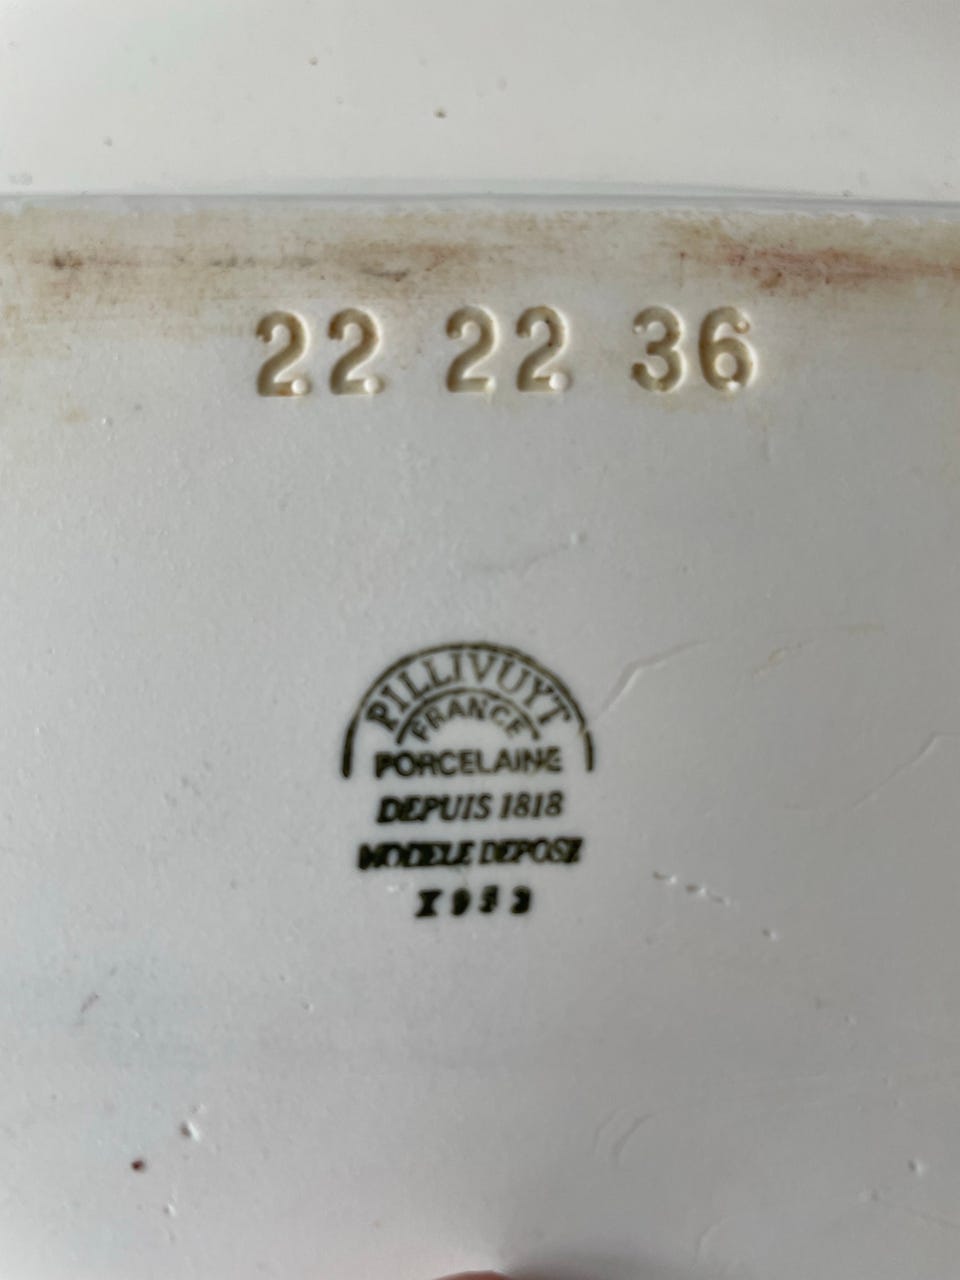 22 22 36
PILLIVUYT
FRANCE
PORCELAINE
DEPUIS 1818
MODELE DEPOSE